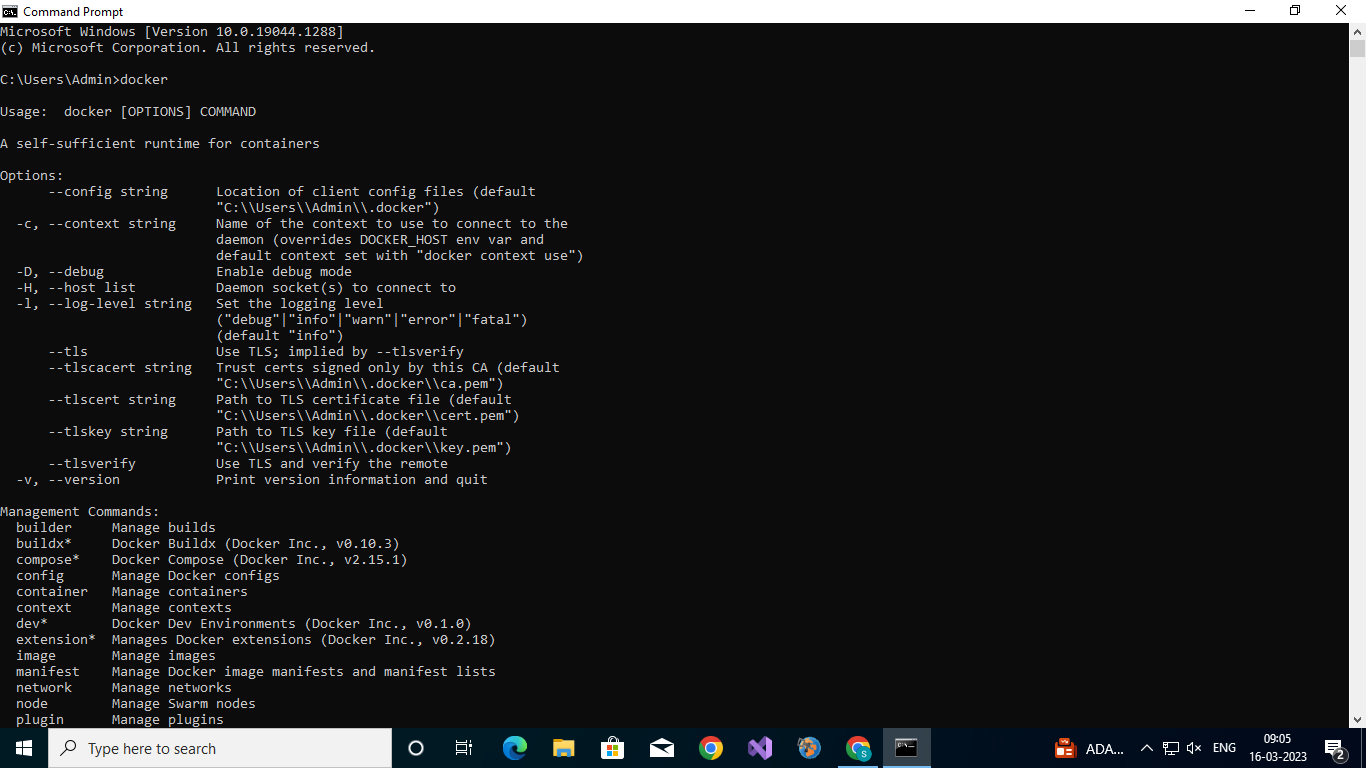 Command Prompt
Microsoft Windows [Version 10.0.19044.1288]
(c) Microsoft Corporation. All rights reserved.
C:\Users\Admin>docker
Usage:  docker [OPTIONS] COMMAND
A self-sufficient runtime for containers
Options:
      --config string      Location of client config files (default
                           "C:\\Users\\Admin\\.docker")
  -c, --context string     Name of the context to use to connect to the
                           daemon (overrides DOCKER_HOST env var and
                           default context set with "docker context use")
  -D, --debug              Enable debug mode
  -H, --host list          Daemon socket(s) to connect to
  -l, --log-level string   Set the logging level
                           ("debug"|"info"|"warn"|"error"|"fatal")
                           (default "info")
      --tls                Use TLS; implied by --tlsverify
      --tlscacert string   Trust certs signed only by this CA (default
                           "C:\\Users\\Admin\\.docker\\ca.pem")
      --tlscert string     Path to TLS certificate file (default
                           "C:\\Users\\Admin\\.docker\\cert.pem")
      --tlskey string      Path to TLS key file (default
                           "C:\\Users\\Admin\\.docker\\key.pem")
      --tlsverify          Use TLS and verify the remote
  -v, --version            Print version information and quit
Management Commands:
  builder     Manage builds
  buildx*     Docker Buildx (Docker Inc., v0.10.3)
  compose*    Docker Compose (Docker Inc., v2.15.1)
  config      Manage Docker configs
  container   Manage containers
  context     Manage contexts
  dev*        Docker Dev Environments (Docker Inc., v0.1.0)
  extension*  Manages Docker extensions (Docker Inc., v0.2.18)
  image       Manage images
  manifest    Manage Docker image manifests and manifest lists
  network     Manage networks
  node        Manage Swarm nodes
  plugin      Manage plugins
Type here to search
ADA...
ENG
09:05
16-03-2023
2